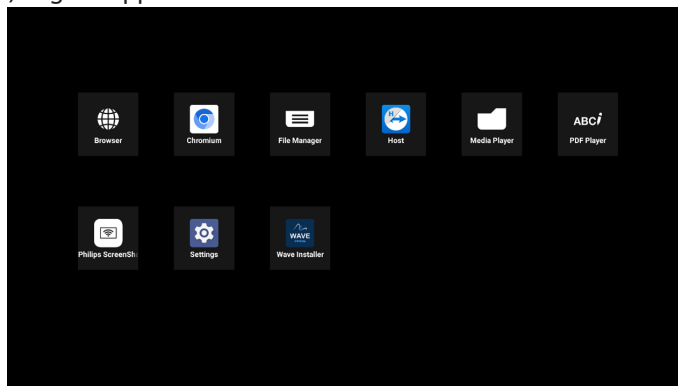 Browser
Chromium
File Manager
H
Host
Media Player
ABCi
PDF Player
Philips ScreenSh
Settings
WAVE
Wave Installer